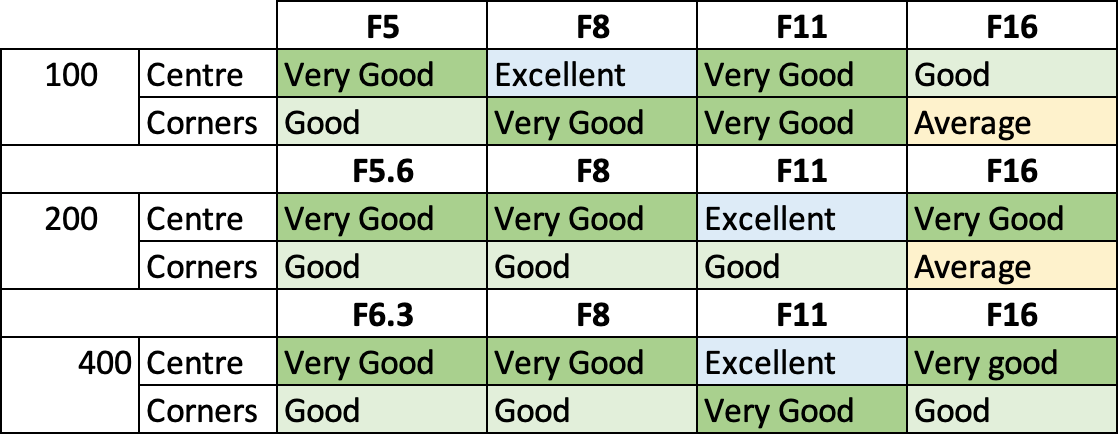 F5 F8 F11 F16
100 Centre Very Good Excellent Very Good Good
Corners Good Very Good Very Good Average
F5.6 F8 F11 F16
200 Centre Very Good Very Good Excellent Very Good
Corners Good Good Good Average
F6.3 F8 F11 F16
400 Centre Very Good Very Good Excellent Very good
Corners Good Good Very Good Good